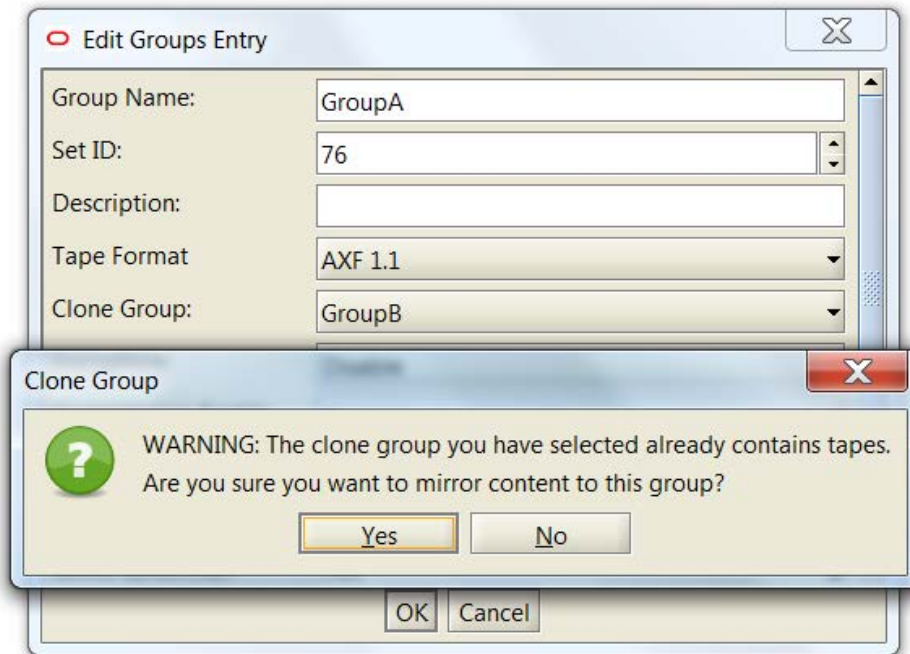 Edit Groups Entry
Group Name:
GroupA
Set ID:
76
Description:
Tape Format
AXF 1.1
Clone Group:
GroupB
Clone Group
WARNING: The clone group you have selected already contains tapes.
Are you sure you want to mirror content to this group?
Yes
No
OK
Cancel